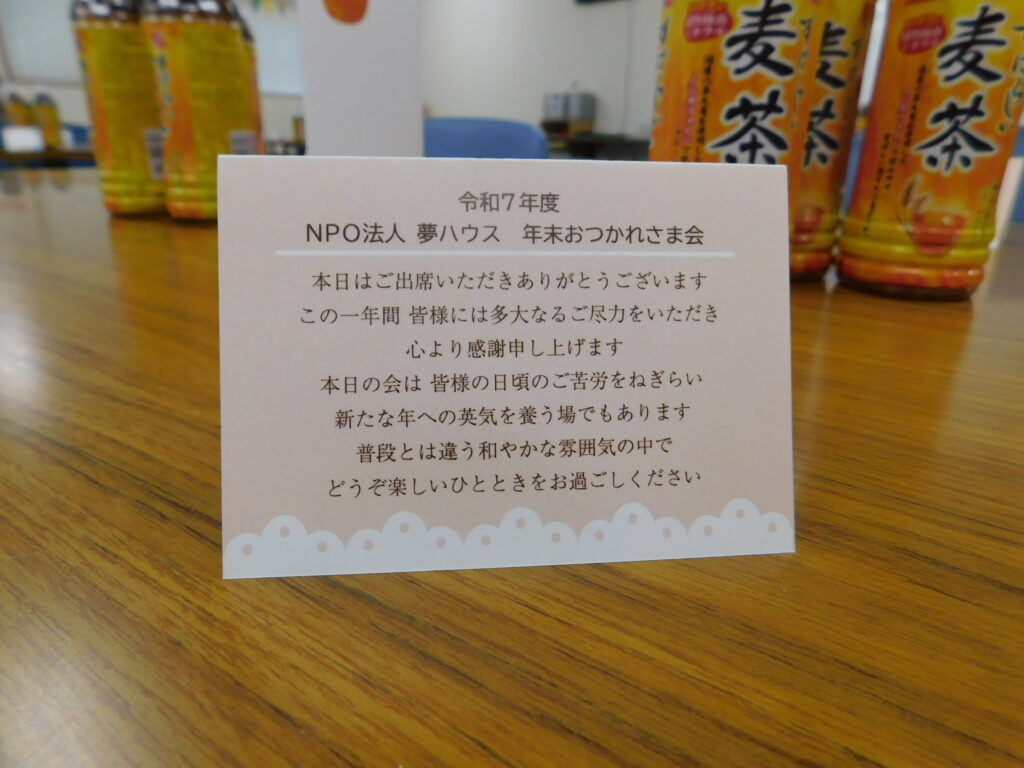 令和7年度
NPO法人 夢ハウス　年末おつかれさま会
本日はご出席いただきありがとうございます
この一年間 皆様には多大なるご尽力をいただき
心より感謝申し上げます
本日の会は 皆様の日頃のご苦労をねぎらい
新たな年への英気を養う場でもあります
普段とは違う和やかな雰囲気の中で
どうぞ楽しいひとときをお過ごしください
麦茶
麦茶
麦茶